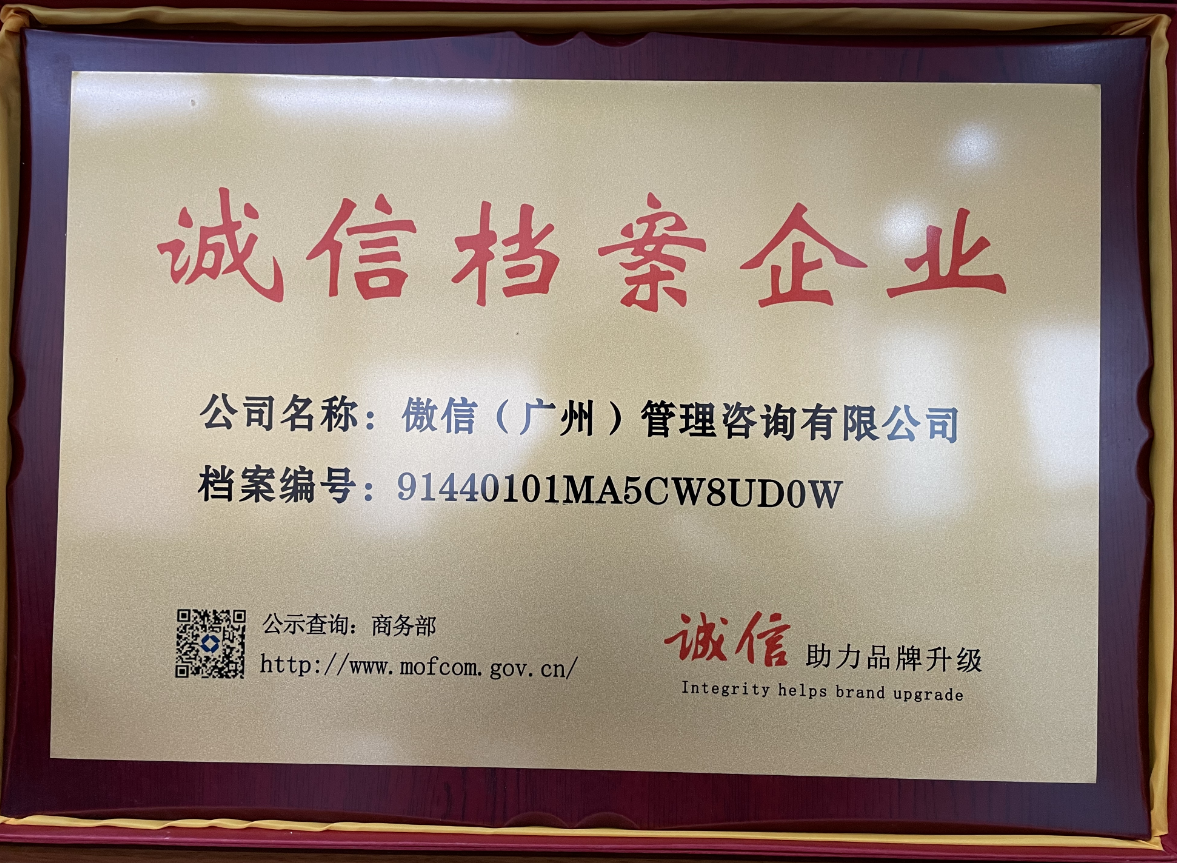 诚信档案企业
公司名称：傲信（广州）管理咨询有限公司
档案编号：91440101MA5CW8UD0W
公示查询：商务部
http://www.mofcom.gov.cn/
诚信 助力品牌升级
Integrity helps brand upgrade